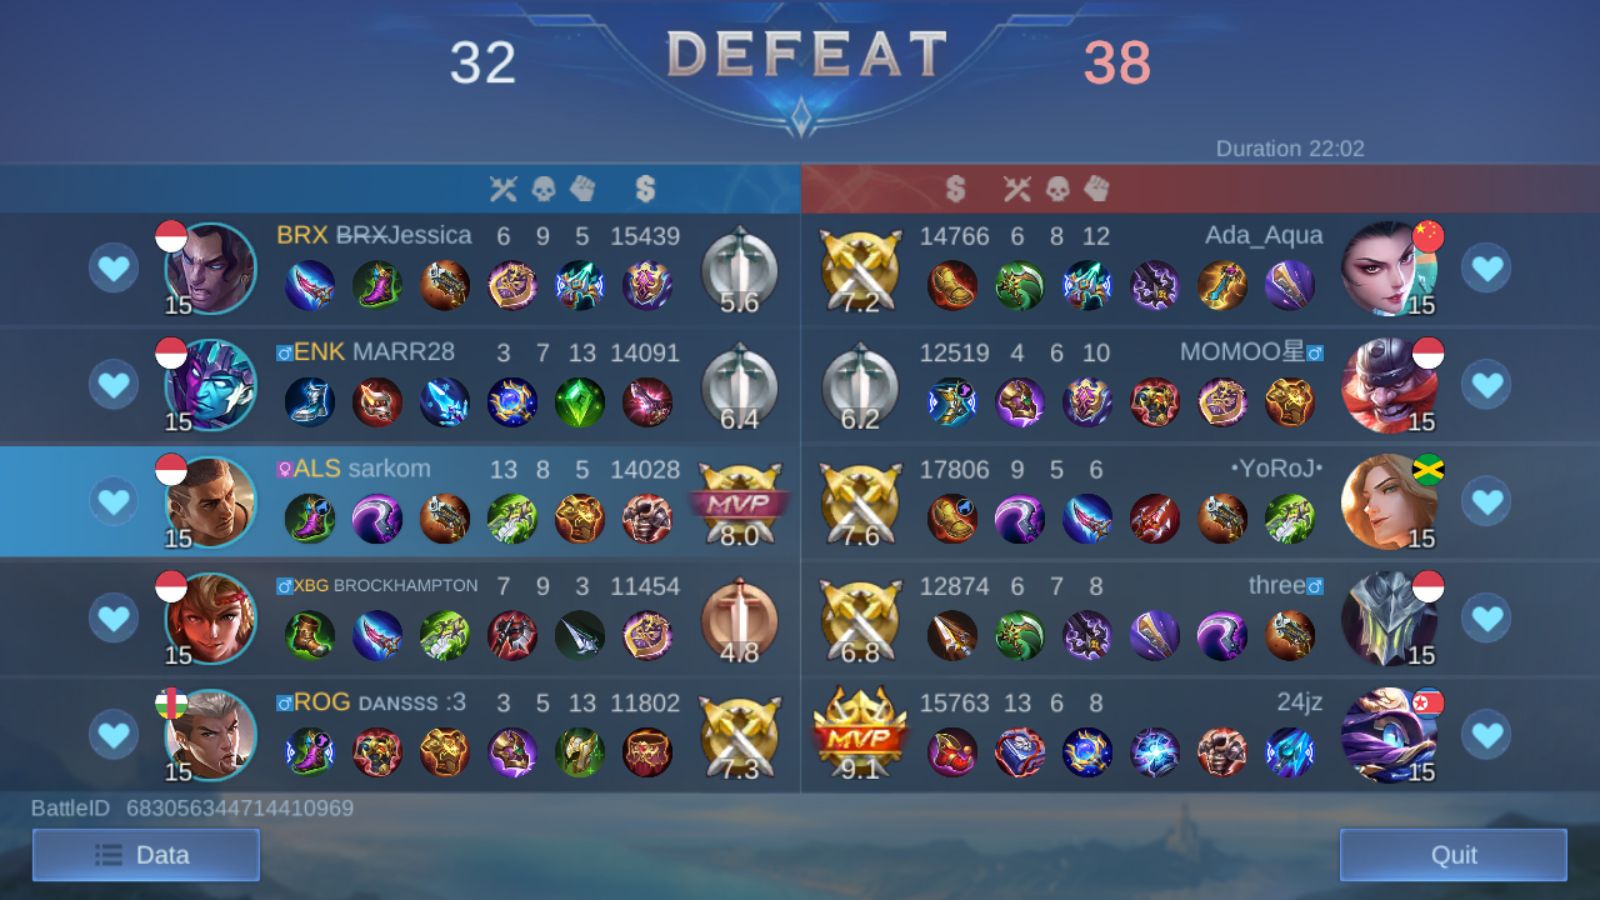 32 DEFEAT 38
Duration 22:02
BRX BRXJessica 6 9 5 15439
15 5.6
14766 6 8 12 Ada_Aqua
7.2 15
ENK MARR28 3 7 13 14091
15 6.4
12519 4 6 10 MOMOO星
6.2 15
ALS sarkom 13 8 5 14028
MVP
15 8.0
17806 9 5 6 •YoRoJ•
7.6 15
XBG BROCKHAMPTON 7 9 3 11454
15 4.8
12874 6 7 8 three
6.8 15
ROG DANSSS :3 3 5 13 11802
15 7.3
15763 13 6 8 24jz
MVP
9.1 15
BattleID 683056344714410969
Data
Quit